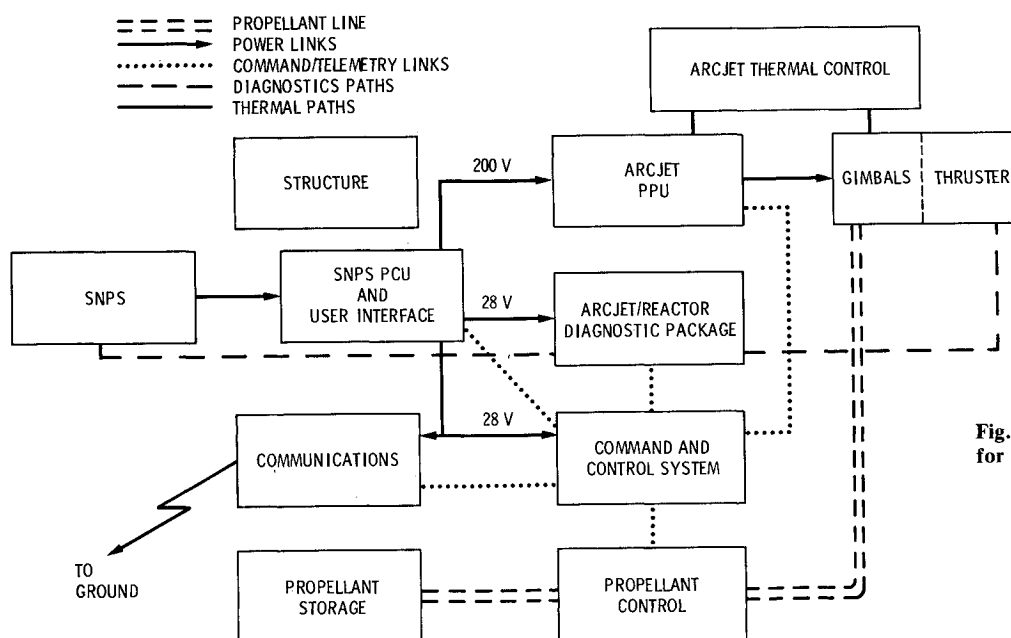 PROPELLANT LINE
POWER LINKS
COMMAND/TELEMETRY LINKS
DIAGNOSTICS PATHS
THERMAL PATHS
ARCJET THERMAL CONTROL
STRUCTURE
200 V
ARCJET
PPU
GIMBALS
THRUSTER
SNPS
SNPS PCU
AND
USER INTERFACE
28 V
ARCJET/REACTOR
DIAGNOSTIC PACKAGE
28 V
COMMUNICATIONS
COMMAND AND
CONTROL SYSTEM
Fig.
for
TO
GROUND
PROPELLANT
STORAGE
PROPELLANT
CONTROL